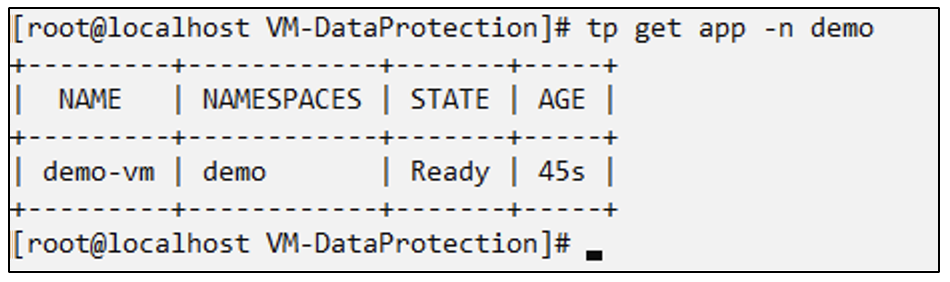 [root@localhost VM-DataProtection]# tp get app -n demo
+---------+------------+-------+-----+
|  NAME   | NAMESPACES | STATE | AGE |
+---------+------------+-------+-----+
| demo-vm | demo       | Ready | 45s |
+---------+------------+-------+-----+
[root@localhost VM-DataProtection]#